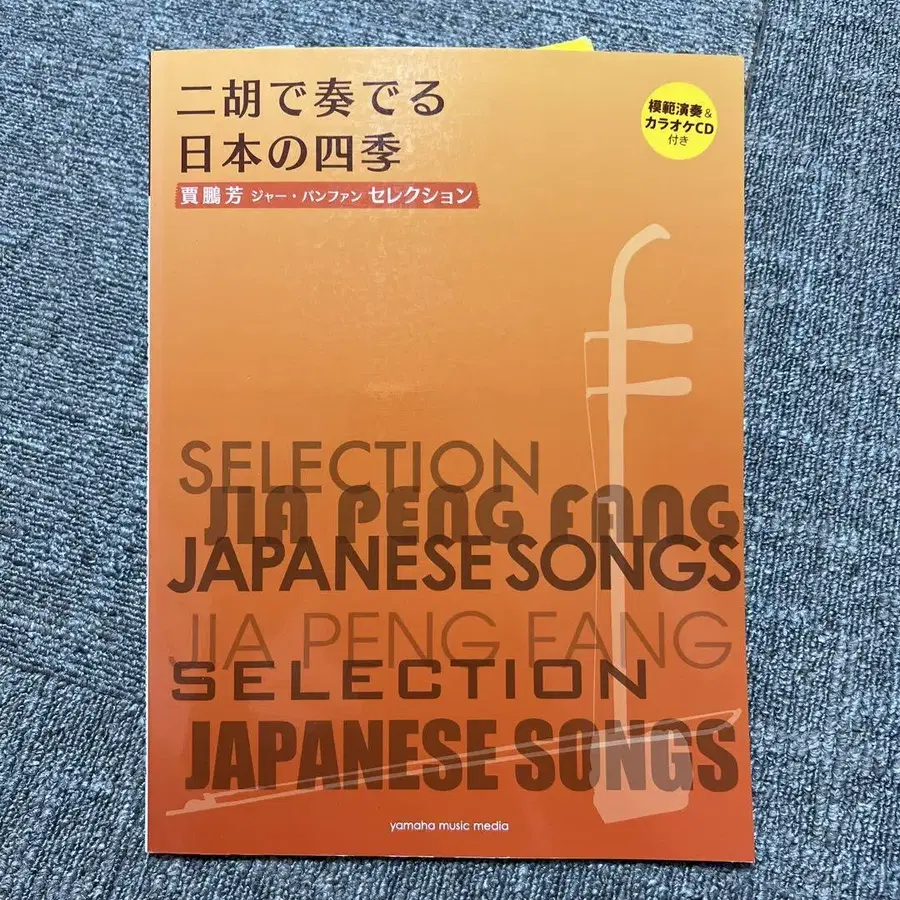 二胡で奏でる
日本の四季
賈鵬芳 ジャー・パンファン セレクション
模範演奏&
カラオケCD
付き
SELECTION
JIA PENG FANG
JAPANESE SONGS
JIA PENG FANG
SELECTION
JAPANESE SONGS
yamaha music media